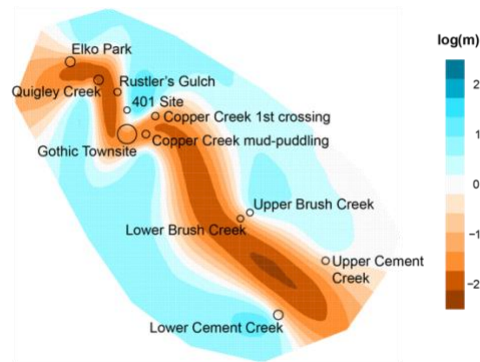 log(m)
Elko Park
Quigley Creek
Rustler's Gulch
401 Site
Copper Creek 1st crossing
Copper Creek mud-puddling
Gothic Townsite
Upper Brush Creek
Lower Brush Creek
Upper Cement
Creek
Lower Cement Creek
2
1
0
−1
−2